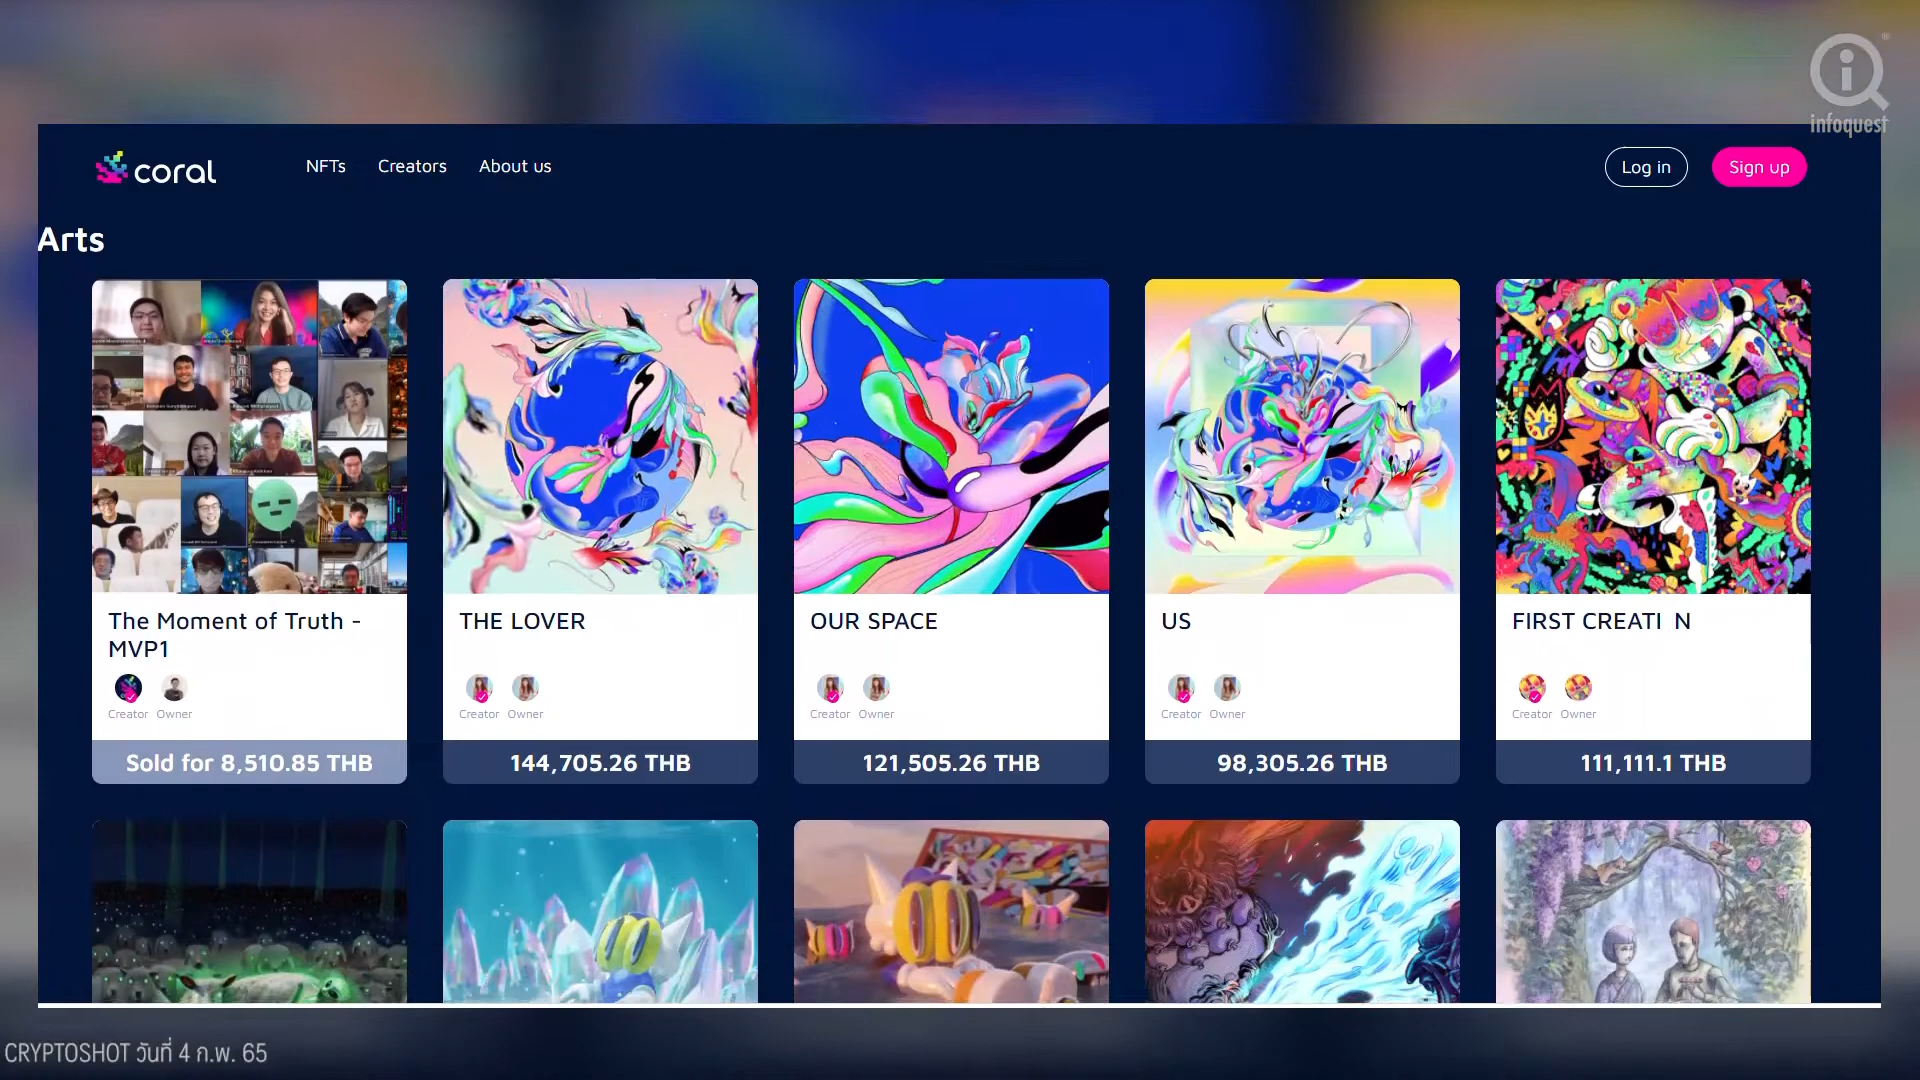 infoquest
coral
NFTs Creators About us
Log in Sign up
Arts
The Moment of Truth - MVP1
Creator Owner
Sold for 8,510.85 THB
THE LOVER
Creator Owner
144,705.26 THB
OUR SPACE
Creator Owner
121,505.26 THB
US
Creator Owner
98,305.26 THB
FIRST CREATI N
Creator Owner
111,111.1 THB
CRYPTOSHOT วันที่ 4 ก.พ. 65